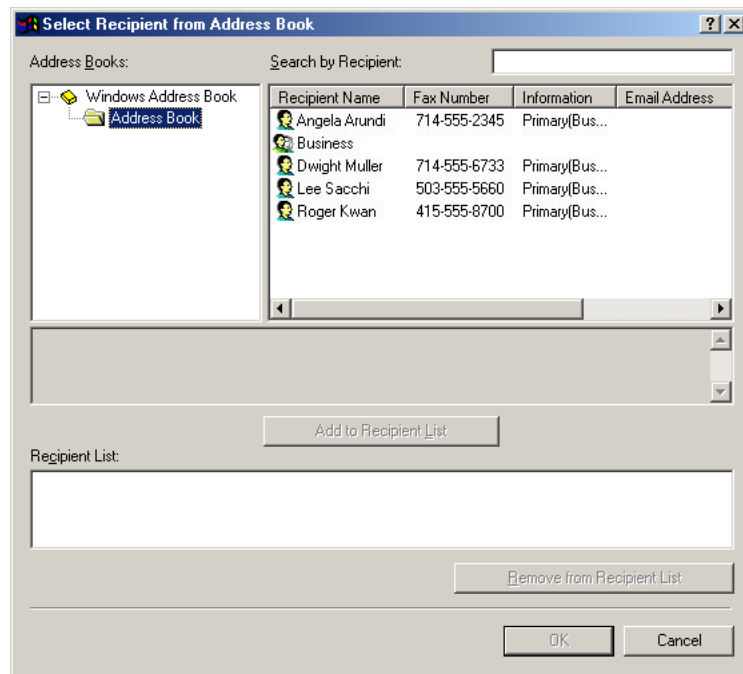 Select Recipient from Address Book
Address Books:
Search by Recipient:
Windows Address Book
Address Book
Recipient Name Fax Number Information Email Address
Angela Arundi 714-555-2345 Primary(Bus...
Business
Dwight Muller 714-555-6733 Primary(Bus...
Lee Sacchi 503-555-5660 Primary(Bus...
Roger Kwan 415-555-8700 Primary(Bus...
Add to Recipient List
Recipient List:
Remove from Recipient List
OK Cancel